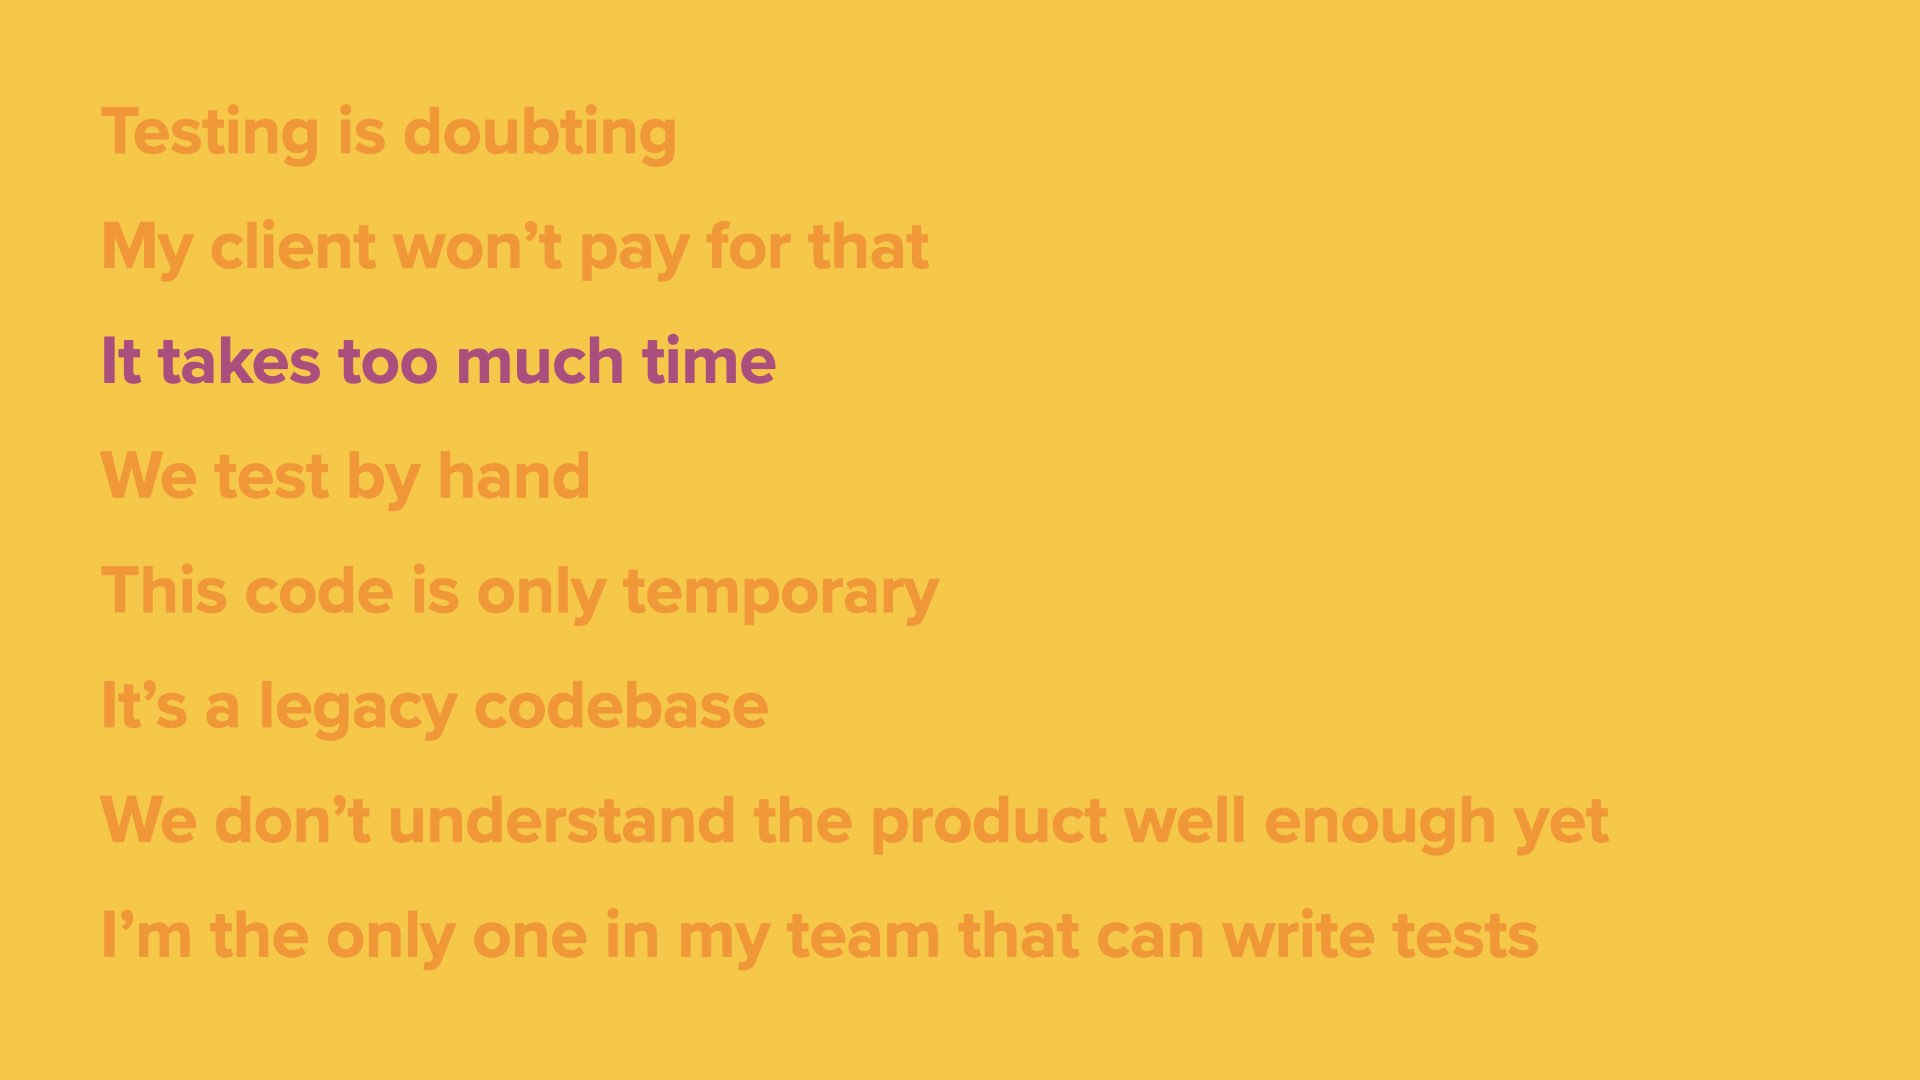 Testing is doubting
My client won’t pay for that
It takes too much time
We test by hand
This code is only temporary
It’s a legacy codebase
We don’t understand the product well enough yet
I’m the only one in my team that can write tests